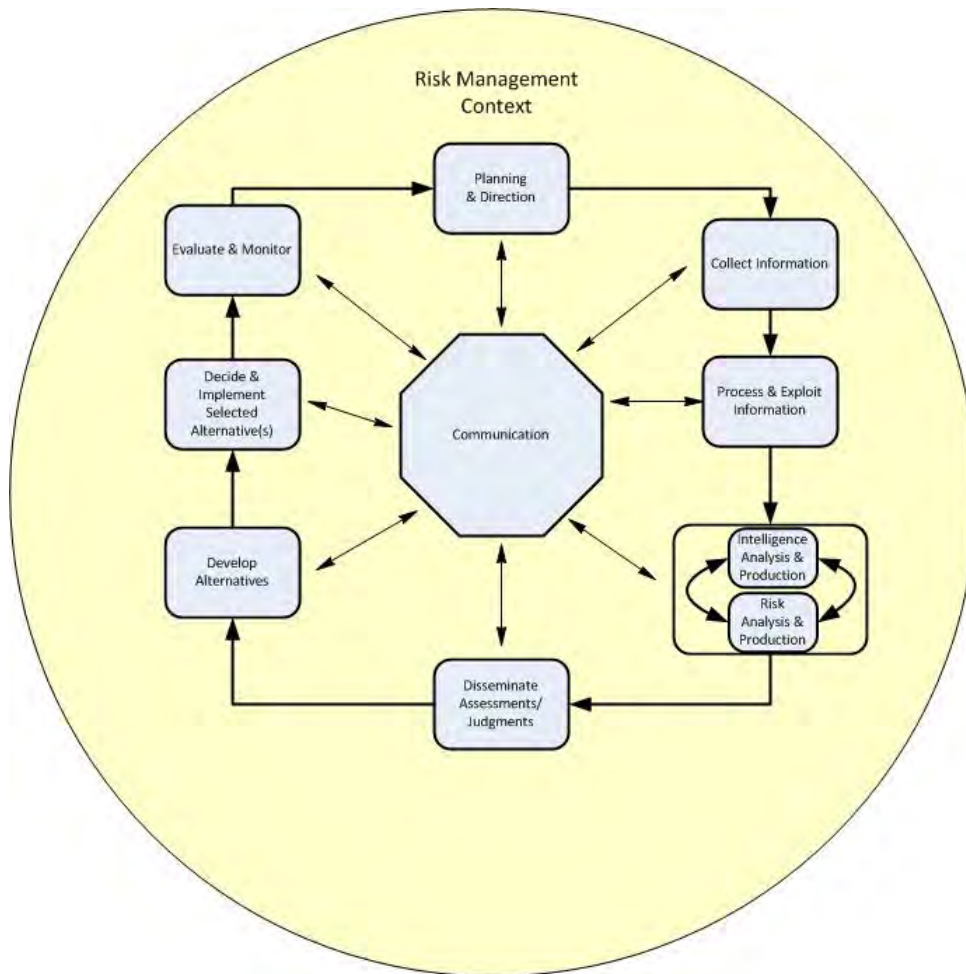 Risk Management
Context
Planning
& Direction
Evaluate & Monitor
Collect Information
Decide &
Implement
Selected
Alternative(s)
Process & Exploit
Information
Communication
Develop
Alternatives
Intelligence
Analysis &
Production
Risk
Analysis &
Production
Disseminate
Assessments/
Judgments